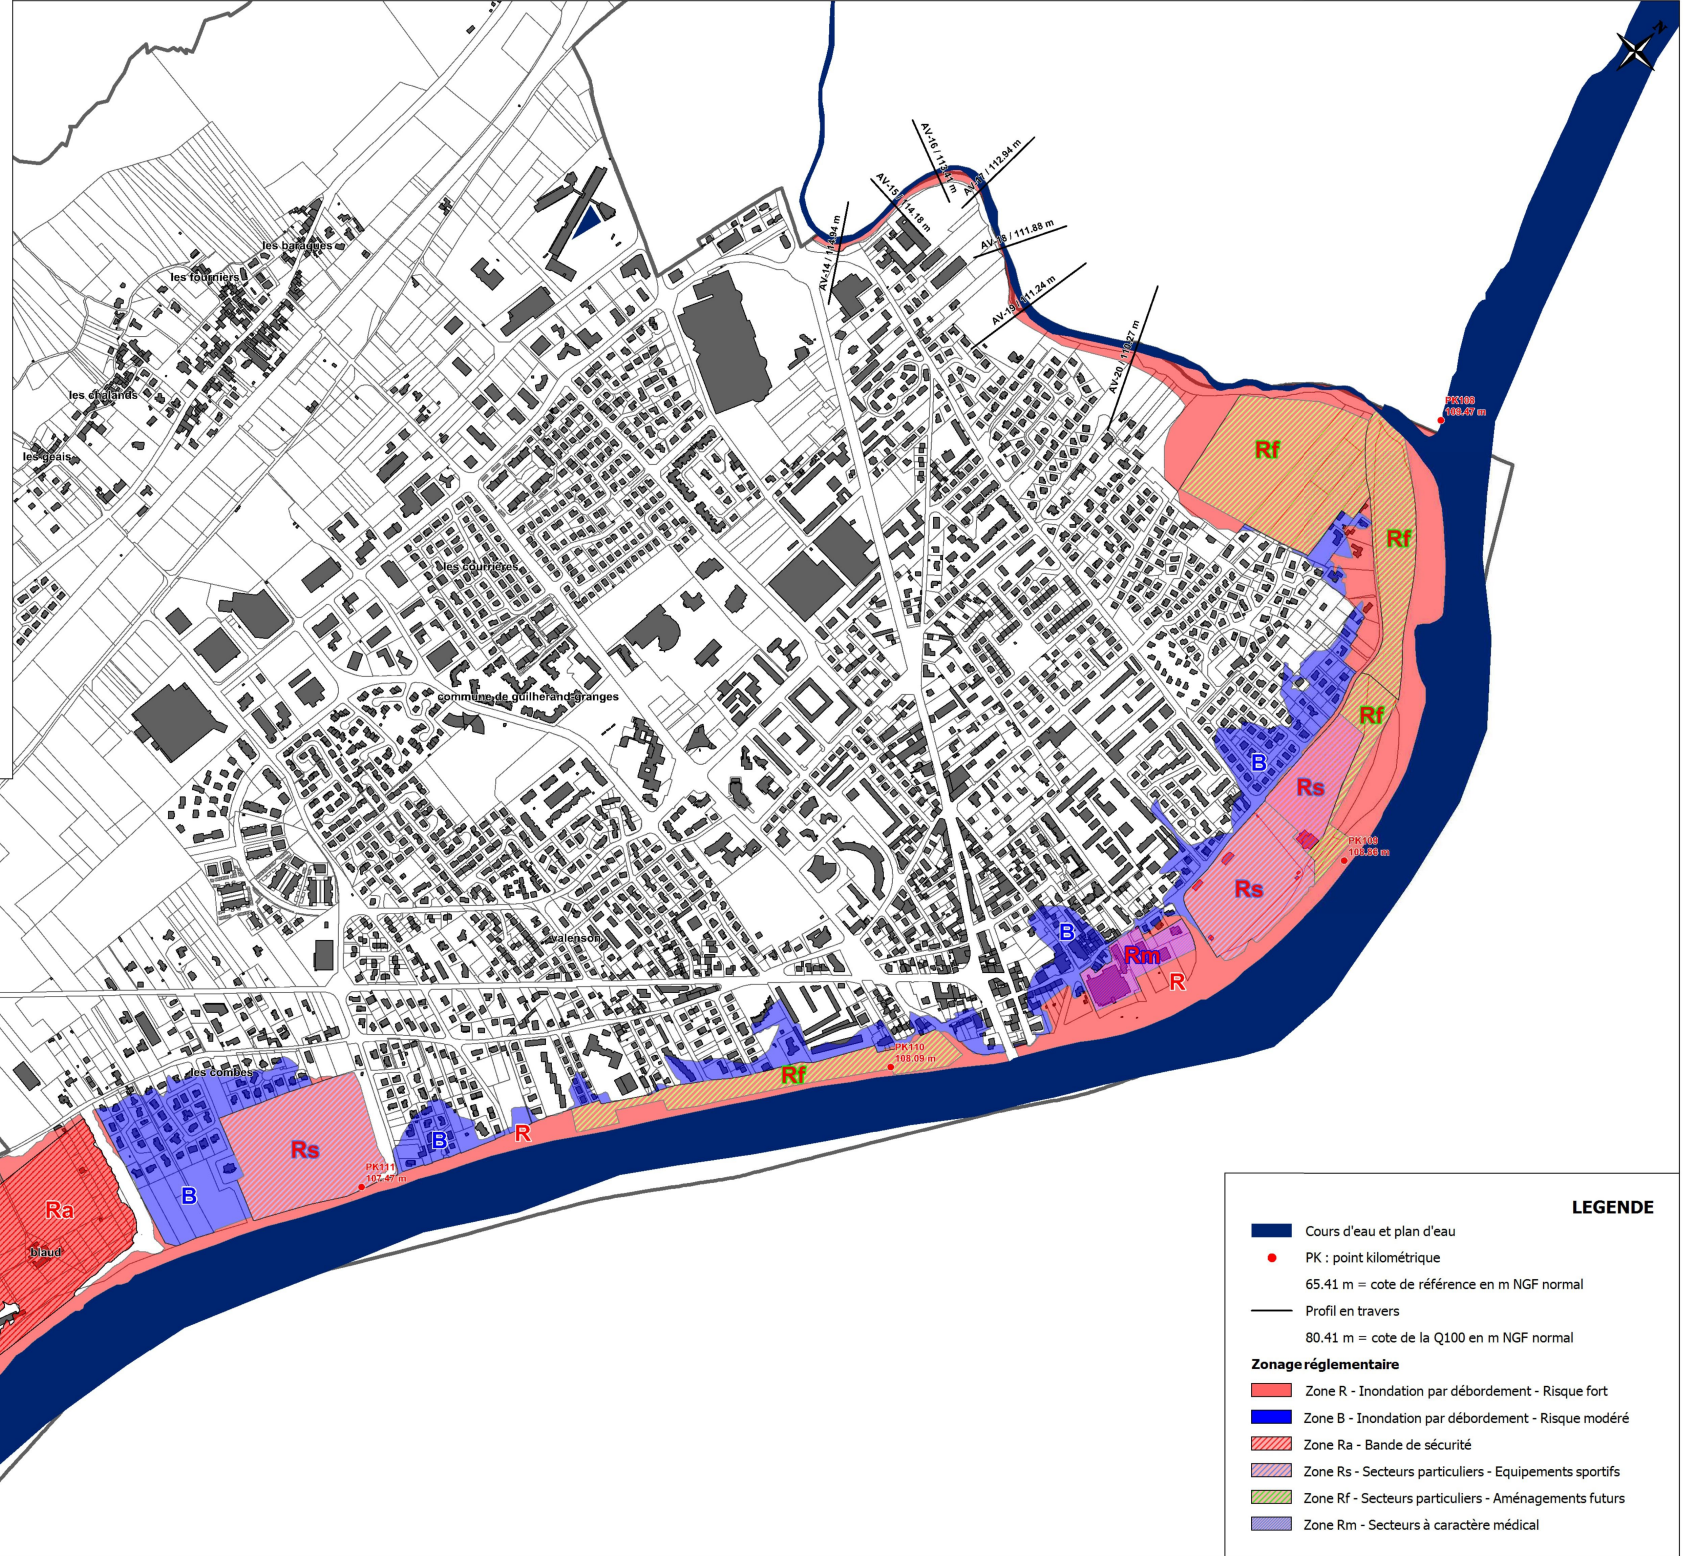 N
AV-16 / 113.41 m
AV-17 / 112.94 m
AV-15 / 114.18 m
AV-14 / 114.94 m
AV-18 / 111.88 m
AV-19 / 111.24 m
AV-20 / 110.27 m
les baraques
les fourniers
les chalands
les geais
PK108
109.47 m
Rf
Rf
les courrières
commune de guilherand-granges
Rf
B
Rs
PK109
108.86 m
Rs
valenson
B
Rm
R
PK110
108.09 m
Rf
les combes
R
B
Rs
PK111
107.47 m
B
Ra
blaud
LEGENDE
Cours d'eau et plan d'eau
PK : point kilométrique
65.41 m = cote de référence en m NGF normal
Profil en travers
80.41 m = cote de la Q100 en m NGF normal
Zonage réglementaire
Zone R - Inondation par débordement - Risque fort
Zone B - Inondation par débordement - Risque modéré
Zone Ra - Bande de sécurité
Zone Rs - Secteurs particuliers - Equipements sportifs
Zone Rf - Secteurs particuliers - Aménagements futurs
Zone Rm - Secteurs à caractère médical